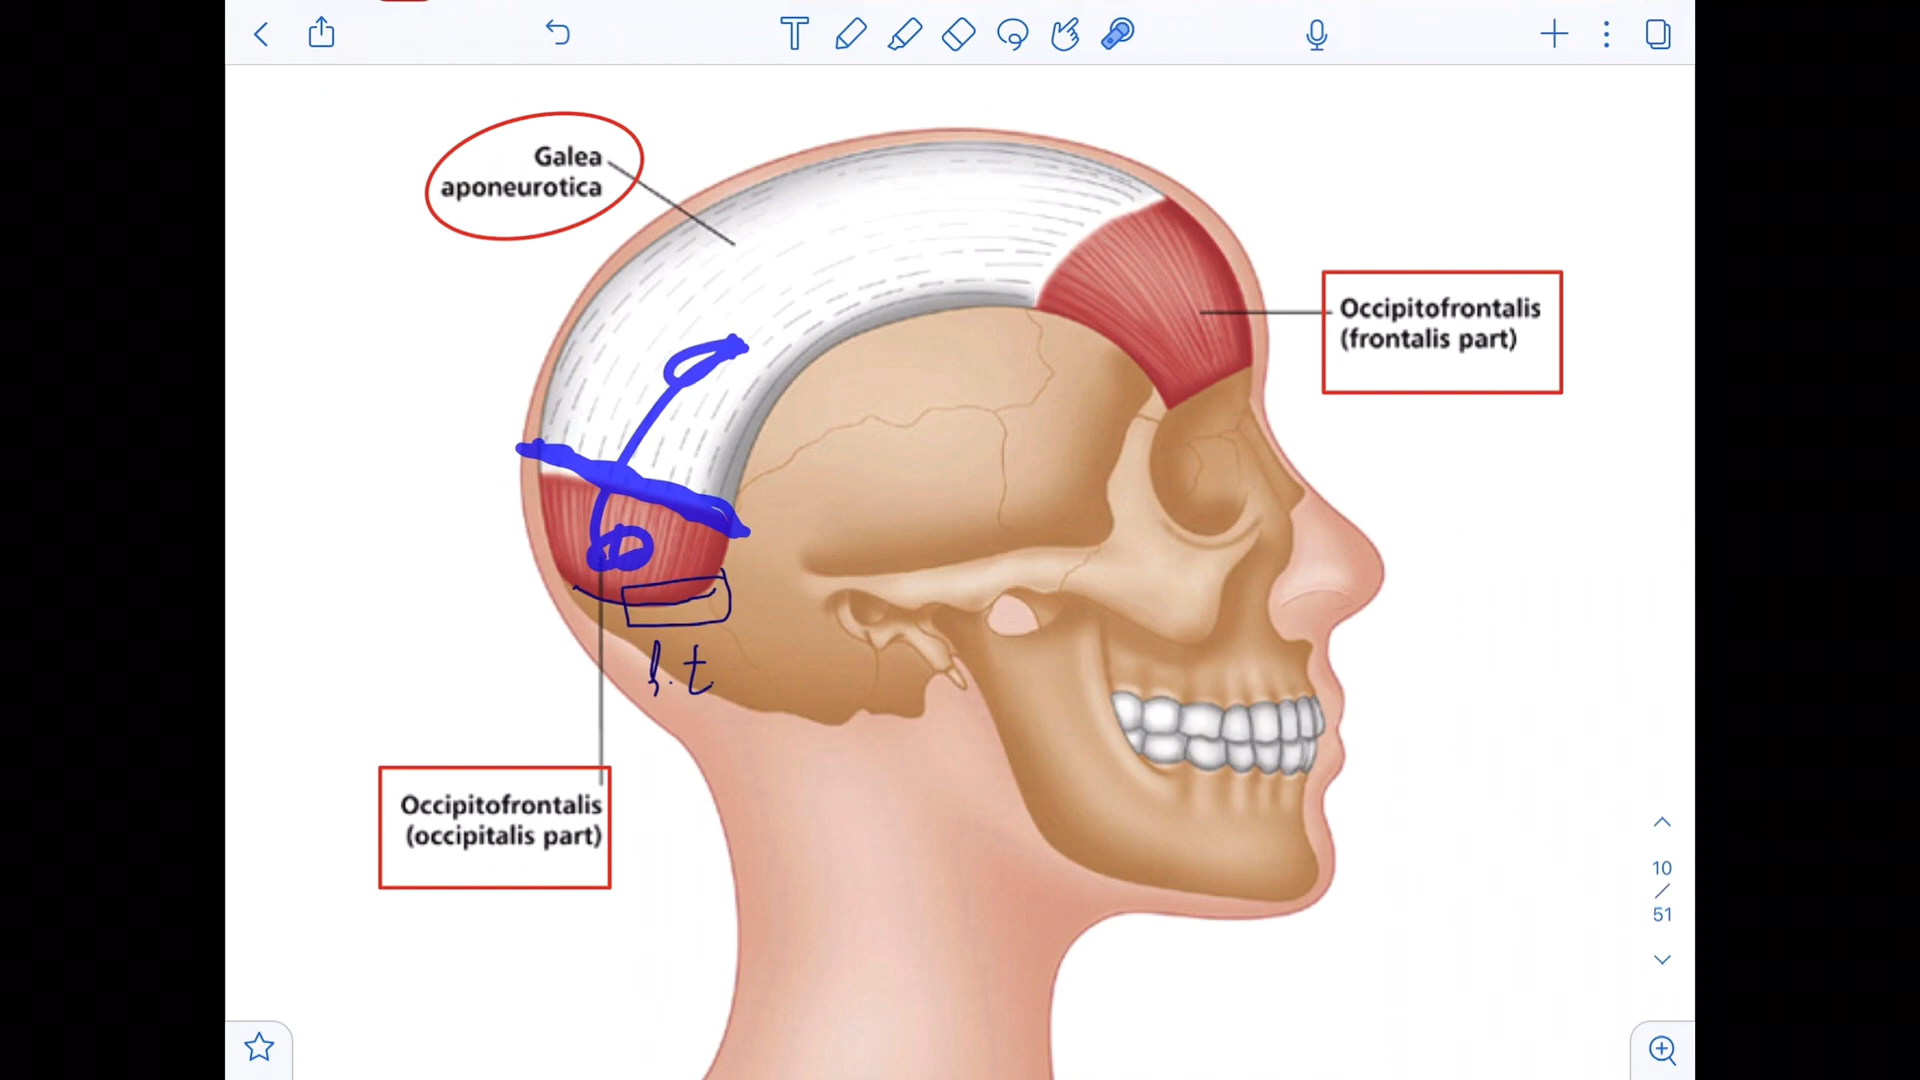 Galea
aponeurotica
Occipitofrontalis
(frontalis part)
Occipitofrontalis
(occipitalis part)
10
/
51